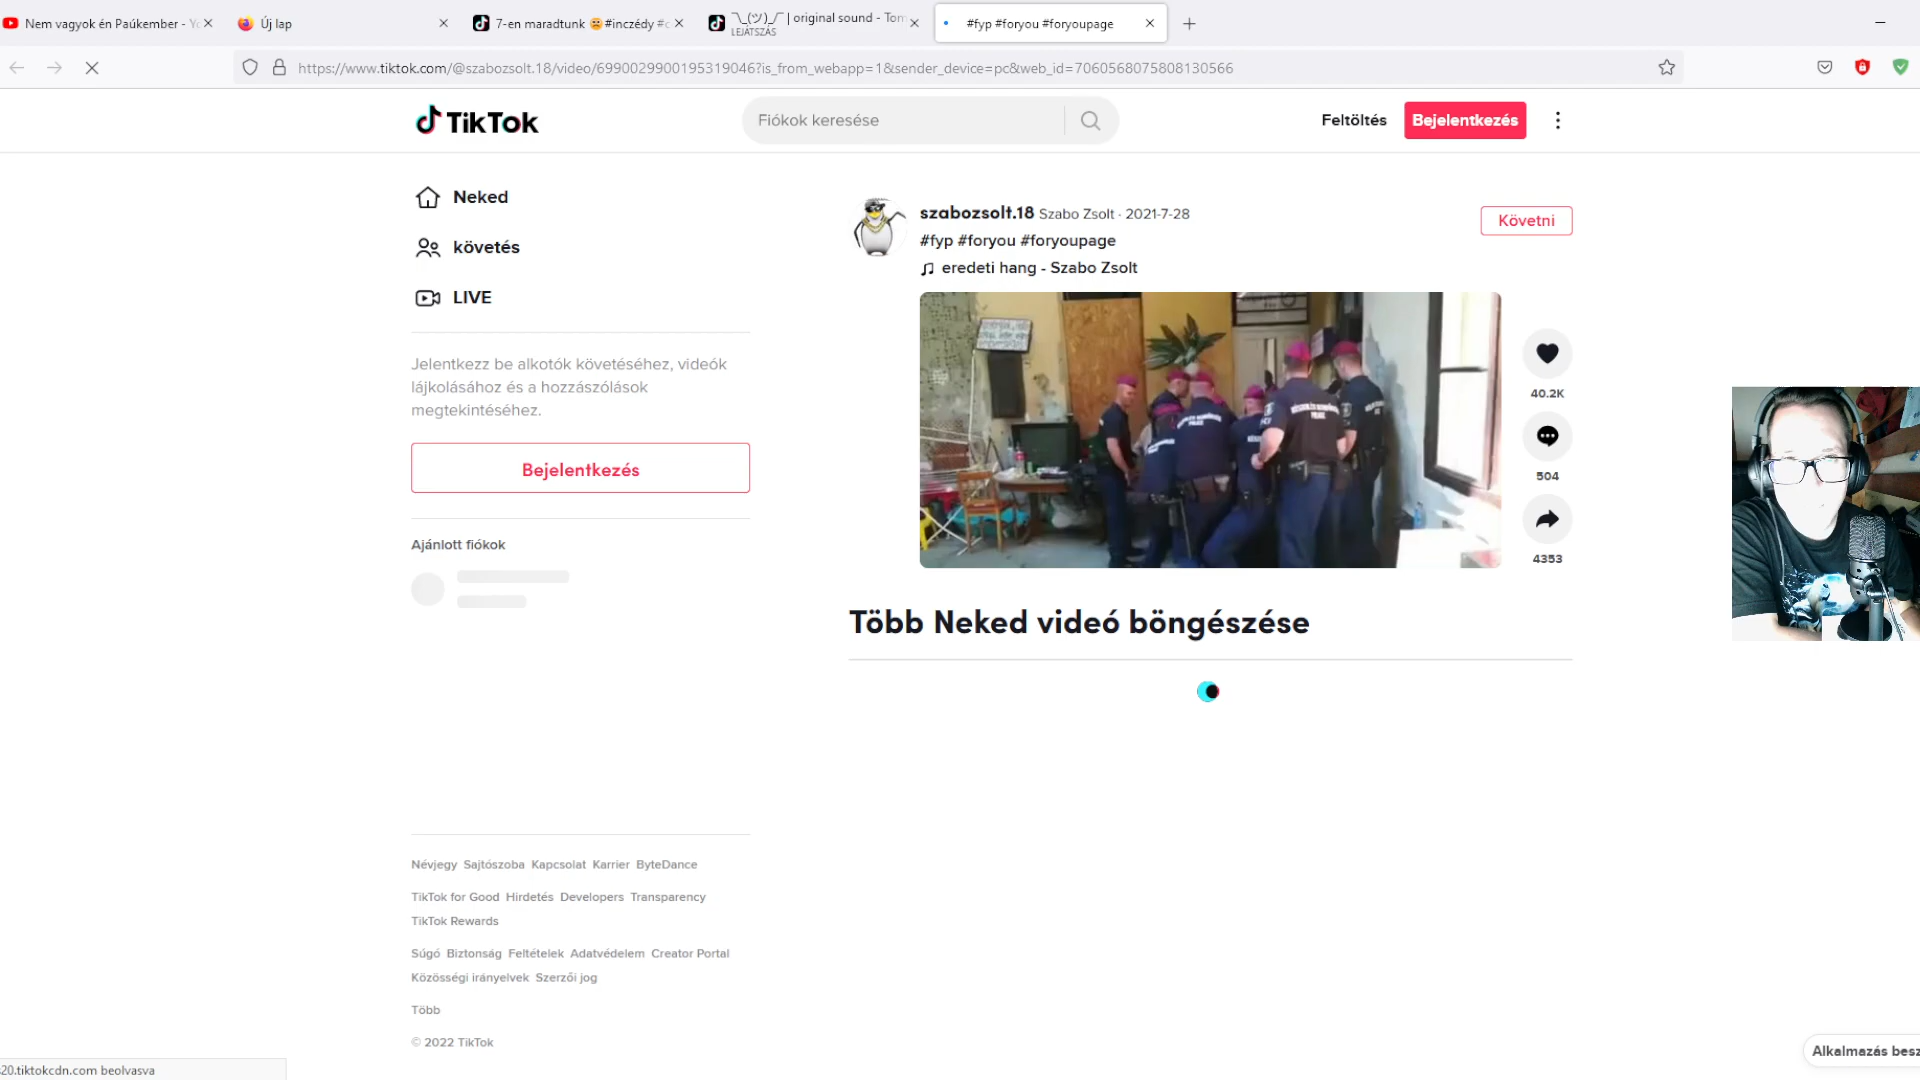 Nem vagyok én Paúkember - Yo
Új lap
7-en maradtunk 😕 #inczédy #c
¯\_(ツ)_/¯ | original sound - Tom
LEJÁTSZÁS
#fyp #foryou #foryoupage
https://www.tiktok.com/@szabozsolt.18/video/6990029900195319046?is_from_webapp=1&sender_device=pc&web_id=7060568075808130566
TikTok
Fiókok keresése
Feltöltés
Bejelentkezés
Neked
követés
LIVE
Jelentkezz be alkotók követéséhez, videók
lájkolásához és a hozzászólások
megtekintéséhez.
Bejelentkezés
Ajánlott fiókok
szabozsolt.18 Szabo Zsolt · 2021-7-28
#fyp #foryou #foryoupage
eredeti hang - Szabo Zsolt
Követni
40.2K
504
4353
Több Neked videó böngészése
Névjegy Sajtószoba Kapcsolat Karrier ByteDance
TikTok for Good Hirdetés Developers Transparency
TikTok Rewards
Súgó Biztonság Feltételek Adatvédelem Creator Portal
Közösségi irányelvek Szerzői jog
Több
© 2022 TikTok
Alkalmazás besz
20.tiktokcdn.com beolvasva